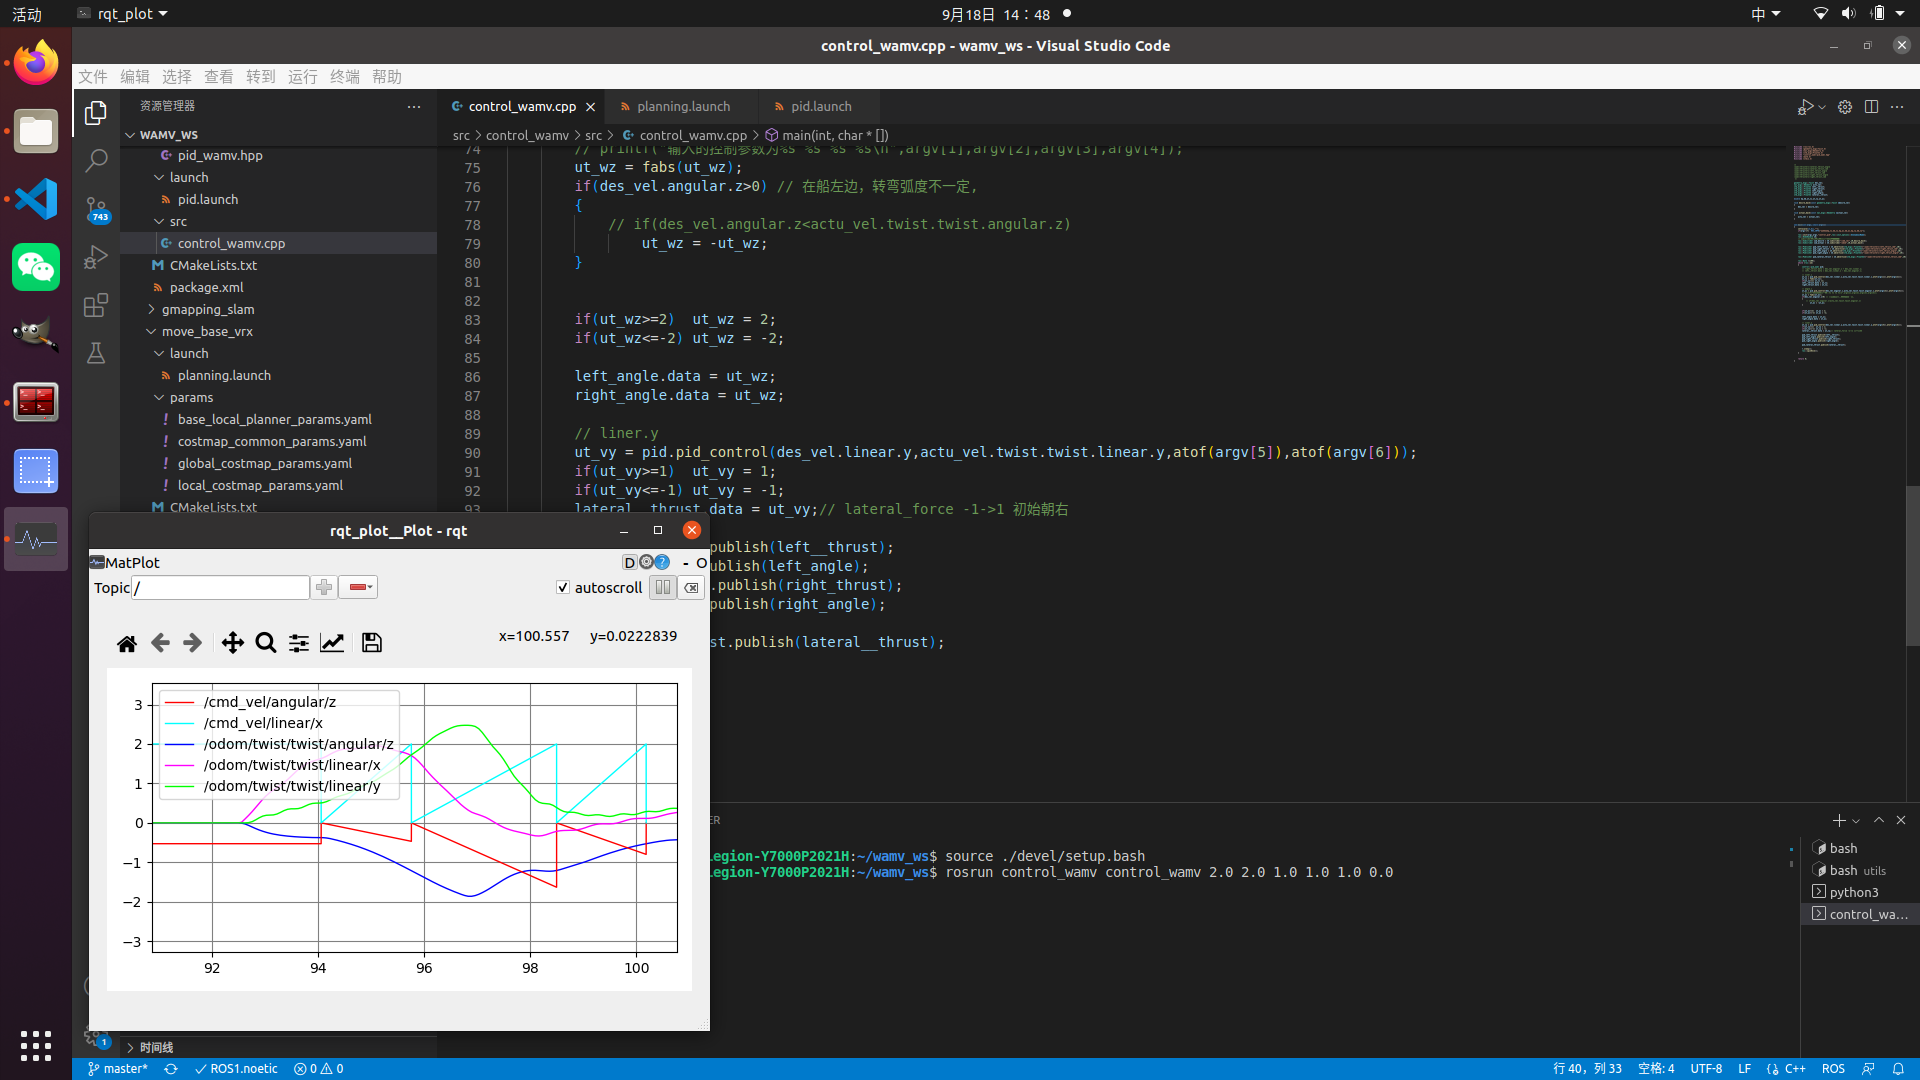 活动
rqt_plot
9月18日 14：48
中
control_wamv.cpp - wamv_ws - Visual Studio Code
文件 编辑 选择 查看 转到 运行 终端 帮助
资源管理器
WAMV_WS
pid_wamv.hpp
launch
pid.launch
src
control_wamv.cpp
CMakeLists.txt
package.xml
gmapping_slam
move_base_vrx
launch
planning.launch
params
base_local_planner_params.yaml
costmap_common_params.yaml
global_costmap_params.yaml
local_costmap_params.yaml
CMakeLists.txt
743
control_wamv.cpp
planning.launch
pid.launch
src > control_wamv > src > control_wamv.cpp > main(int, char * [])
74 // printf("输入的控制参数为%s %s %s %s\n",argv[1],argv[2],argv[3],argv[4]);
75 ut_wz = fabs(ut_wz);
76 if(des_vel.angular.z>0) // 在船左边，转弯弧度不一定,
77 {
78 // if(des_vel.angular.z<actu_vel.twist.twist.angular.z)
79 ut_wz = -ut_wz;
80 }
81
82
83 if(ut_wz>=2) ut_wz = 2;
84 if(ut_wz<=-2) ut_wz = -2;
85
86 left_angle.data = ut_wz;
87 right_angle.data = ut_wz;
88
89 // liner.y
90 ut_vy = pid.pid_control(des_vel.linear.y,actu_vel.twist.twist.linear.y,atof(argv[5]),atof(argv[6]));
91 if(ut_vy>=1) ut_vy = 1;
92 if(ut_vy<=-1) ut_vy = -1;
93 lateral__thrust.data = ut_vy;// lateral_force -1->1 初始朝右
publish(left__thrust);
ublish(left_angle);
.publish(right_thrust);
publish(right_angle);
st.publish(lateral__thrust);
rqt_plot__Plot - rqt
MatPlot
D
- O
Topic /
autoscroll
x=100.557 y=0.0222839
/cmd_vel/angular/z
/cmd_vel/linear/x
/odom/twist/twist/angular/z
/odom/twist/twist/linear/x
/odom/twist/twist/linear/y
3
2
1
0
−1
−2
−3
92 94 96 98 100
ER
egion-Y7000P2021H:~/wamv_ws$ source ./devel/setup.bash
egion-Y7000P2021H:~/wamv_ws$ rosrun control_wamv control_wamv 2.0 2.0 1.0 1.0 1.0 0.0
bash
bash utils
python3
control_wa...
1
时间线
master*
ROS1.noetic
0
0
行 40，列 33
空格: 4
UTF-8
LF
C++
ROS